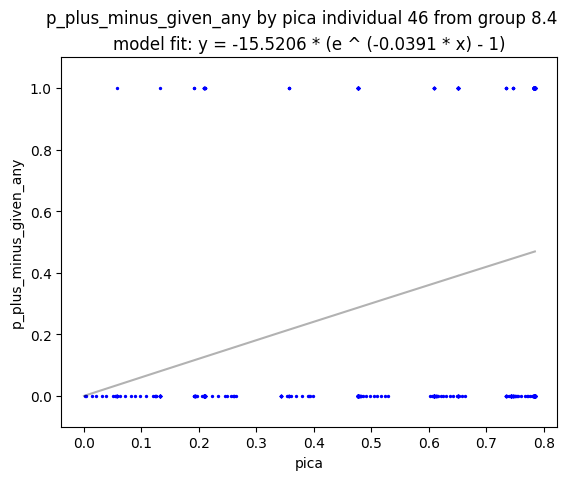 p_plus_minus_given_any by pica individual 46 from group 8.4
model fit: y = -15.5206 * (e ^ (-0.0391 * x) - 1)
1.0
0.8
0.6
0.4
0.2
0.0
p_plus_minus_given_any
0.0 0.1 0.2 0.3 0.4 0.5 0.6 0.7 0.8
pica